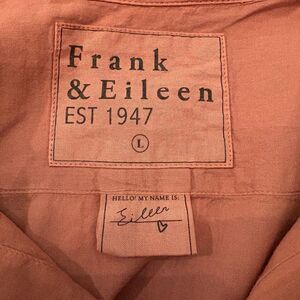 Frank
& Eileen
EST 1947
L
HELLO! MY NAME IS:
Eileen